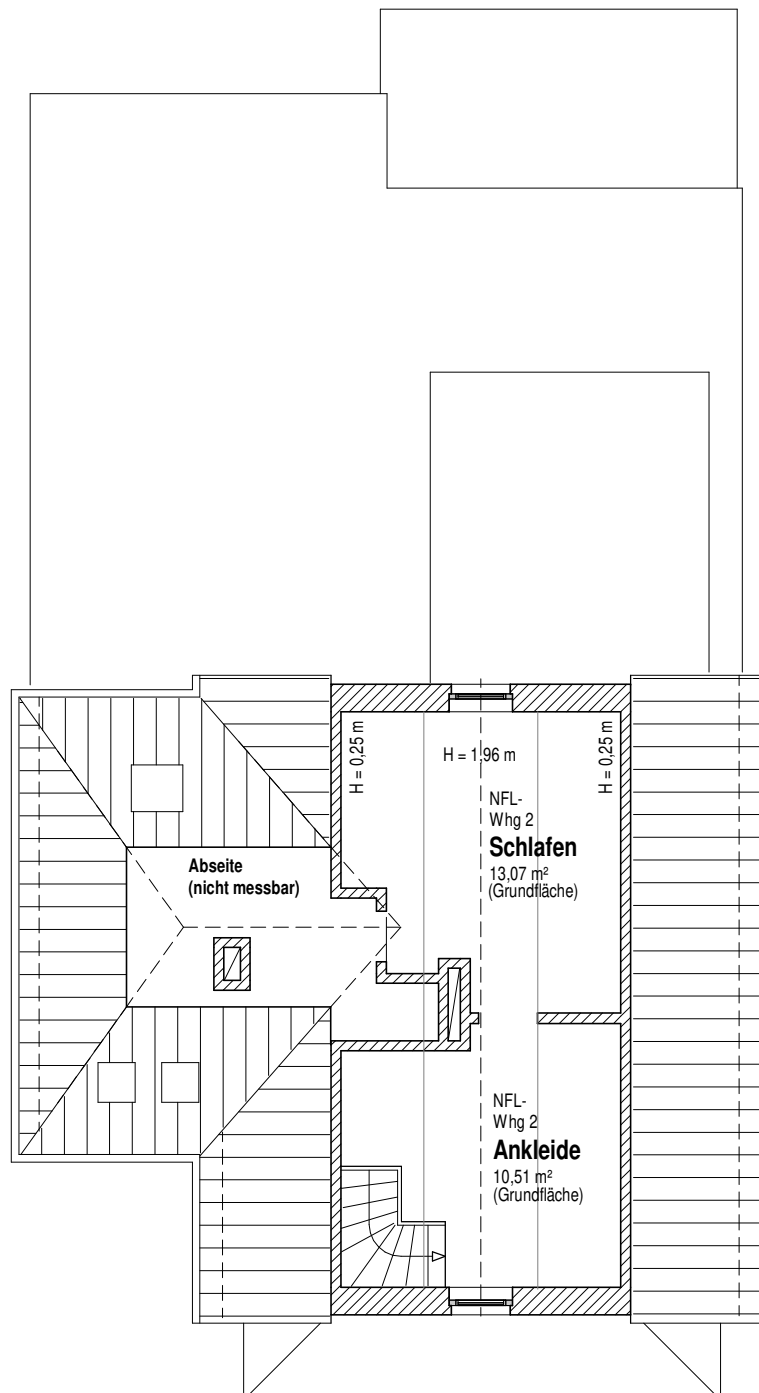 H = 0,25 m
H = 1,96 m
H = 0,25 m
NFL-
Whg 2
Schlafen
13,07 m²
(Grundfläche)
Abseite
(nicht messbar)
NFL-
Whg 2
Ankleide
10,51 m²
(Grundfläche)